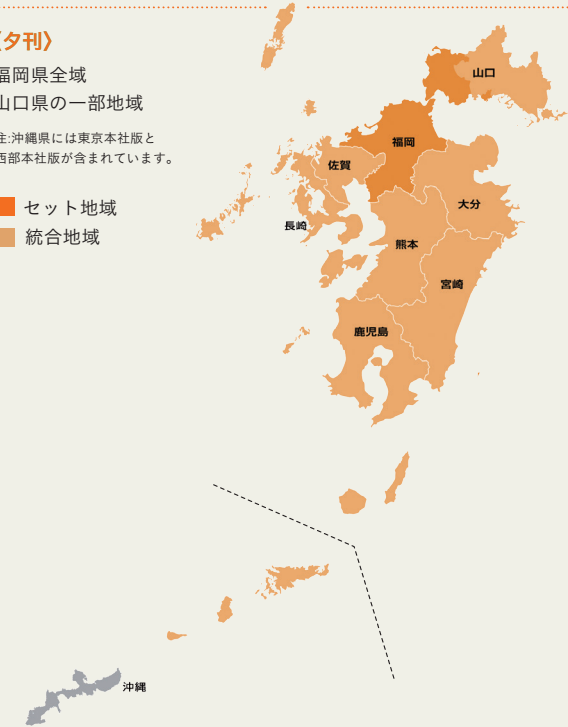 夕刊〉
福岡県全域
山口県の一部地域
注:沖縄県には東京本社版と
西部本社版が含まれています。
セット地域
統合地域
山口
福岡
佐賀
大分
長崎
熊本
宮崎
鹿児島
沖縄